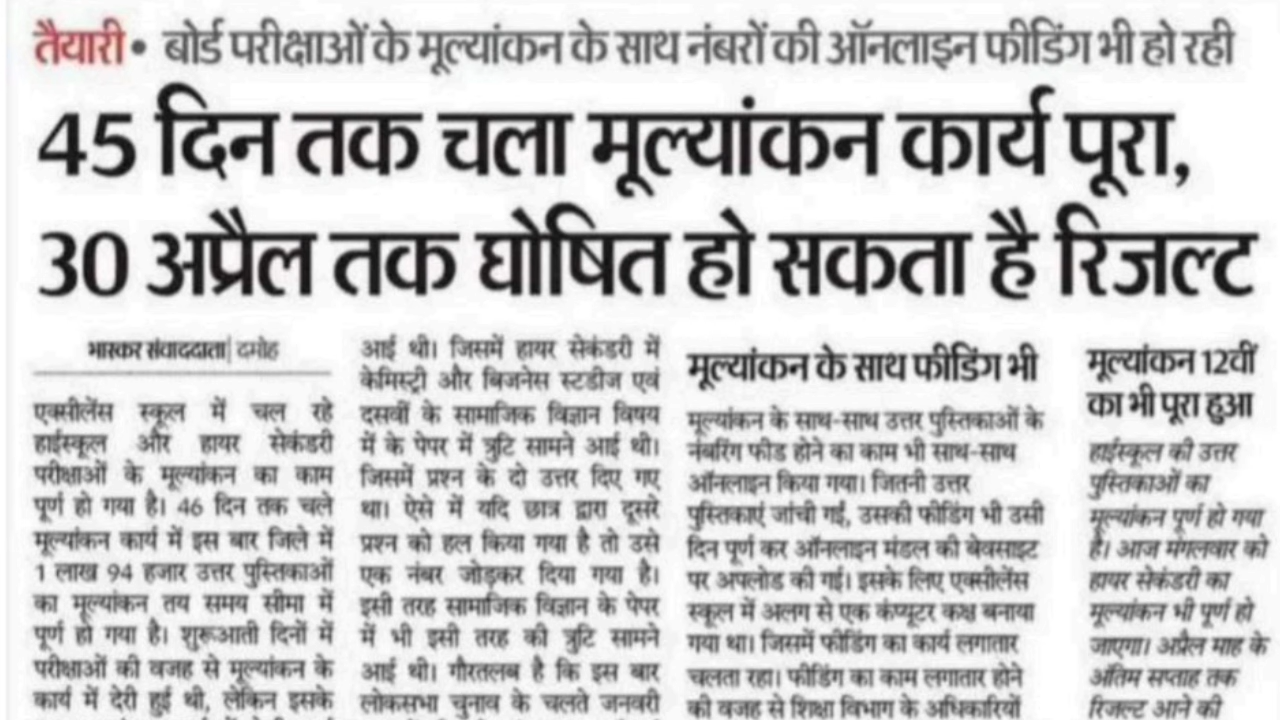 तैयारी • बोर्ड परीक्षाओं के मूल्यांकन के साथ नंबरों की ऑनलाइन फीडिंग भी हो रही
45 दिन तक चला मूल्यांकन कार्य पूरा,
30 अप्रैल तक घोषित हो सकता है रिजल्ट
भास्कर संवाददाता| दमोह
एक्सीलेंस स्कूल में चल रहे
हाईस्कूल और हायर सेकंडरी
परीक्षाओं के मूल्यांकन का काम
पूर्ण हो गया है। 46 दिन तक चले
मूल्यांकन कार्य में इस बार जिले में
1 लाख 94 हजार उत्तर पुस्तिकाओं
का मूल्यांकन तय समय सीमा में
पूर्ण हो गया है। शुरूआती दिनों में
परीक्षाओं की वजह से मूल्यांकन के
कार्य में देरी हुई थी, लेकिन इसके
आई थी। जिसमें हायर सेकंडरी में
केमिस्ट्री और बिजनेस स्टडीज एवं
दसवीं के सामाजिक विज्ञान विषय
में के पेपर में त्रुटि सामने आई थी।
जिसमें प्रश्न के दो उत्तर दिए गए
था। ऐसे में यदि छात्र द्वारा दूसरे
प्रश्न को हल किया गया है तो उसे
एक नंबर जोड़कर दिया गया है।
इसी तरह सामाजिक विज्ञान के पेपर
में भी इसी तरह की त्रुटि सामने
आई थी। गौरतलब है कि इस बार
लोकसभा चुनाव के चलते जनवरी
मूल्यांकन के साथ फीडिंग भी
मूल्यांकन के साथ-साथ उत्तर पुस्तिकाओं के
नंबरिंग फीड होने का काम भी साथ-साथ
ऑनलाइन किया गया। जितनी उत्तर
पुस्तिकाएं जांची गई, उसकी फीडिंग भी उसी
दिन पूर्ण कर ऑनलाइन मंडल की बेवसाइट
पर अपलोड की गई। इसके लिए एक्सीलेंस
स्कूल में अलग से एक कंप्यूटर कक्ष बनाया
गया था। जिसमें फीडिंग का कार्य लगातार
चलता रहा। फीडिंग का काम लगातार होने
की वजह से शिक्षा विभाग के अधिकारियों
मूल्यांकन 12वीं
का भी पूरा हुआ
हाईस्कूल की उत्तर
पुस्तिकाओं का
मूल्यांकन पूर्ण हो गया
है। आज मंगलवार को
हायर सेकंडरी का
मूल्यांकन भी पूर्ण हो
जाएगा। अप्रैल माह के
अंतिम सप्ताह तक
रिजल्ट आने की